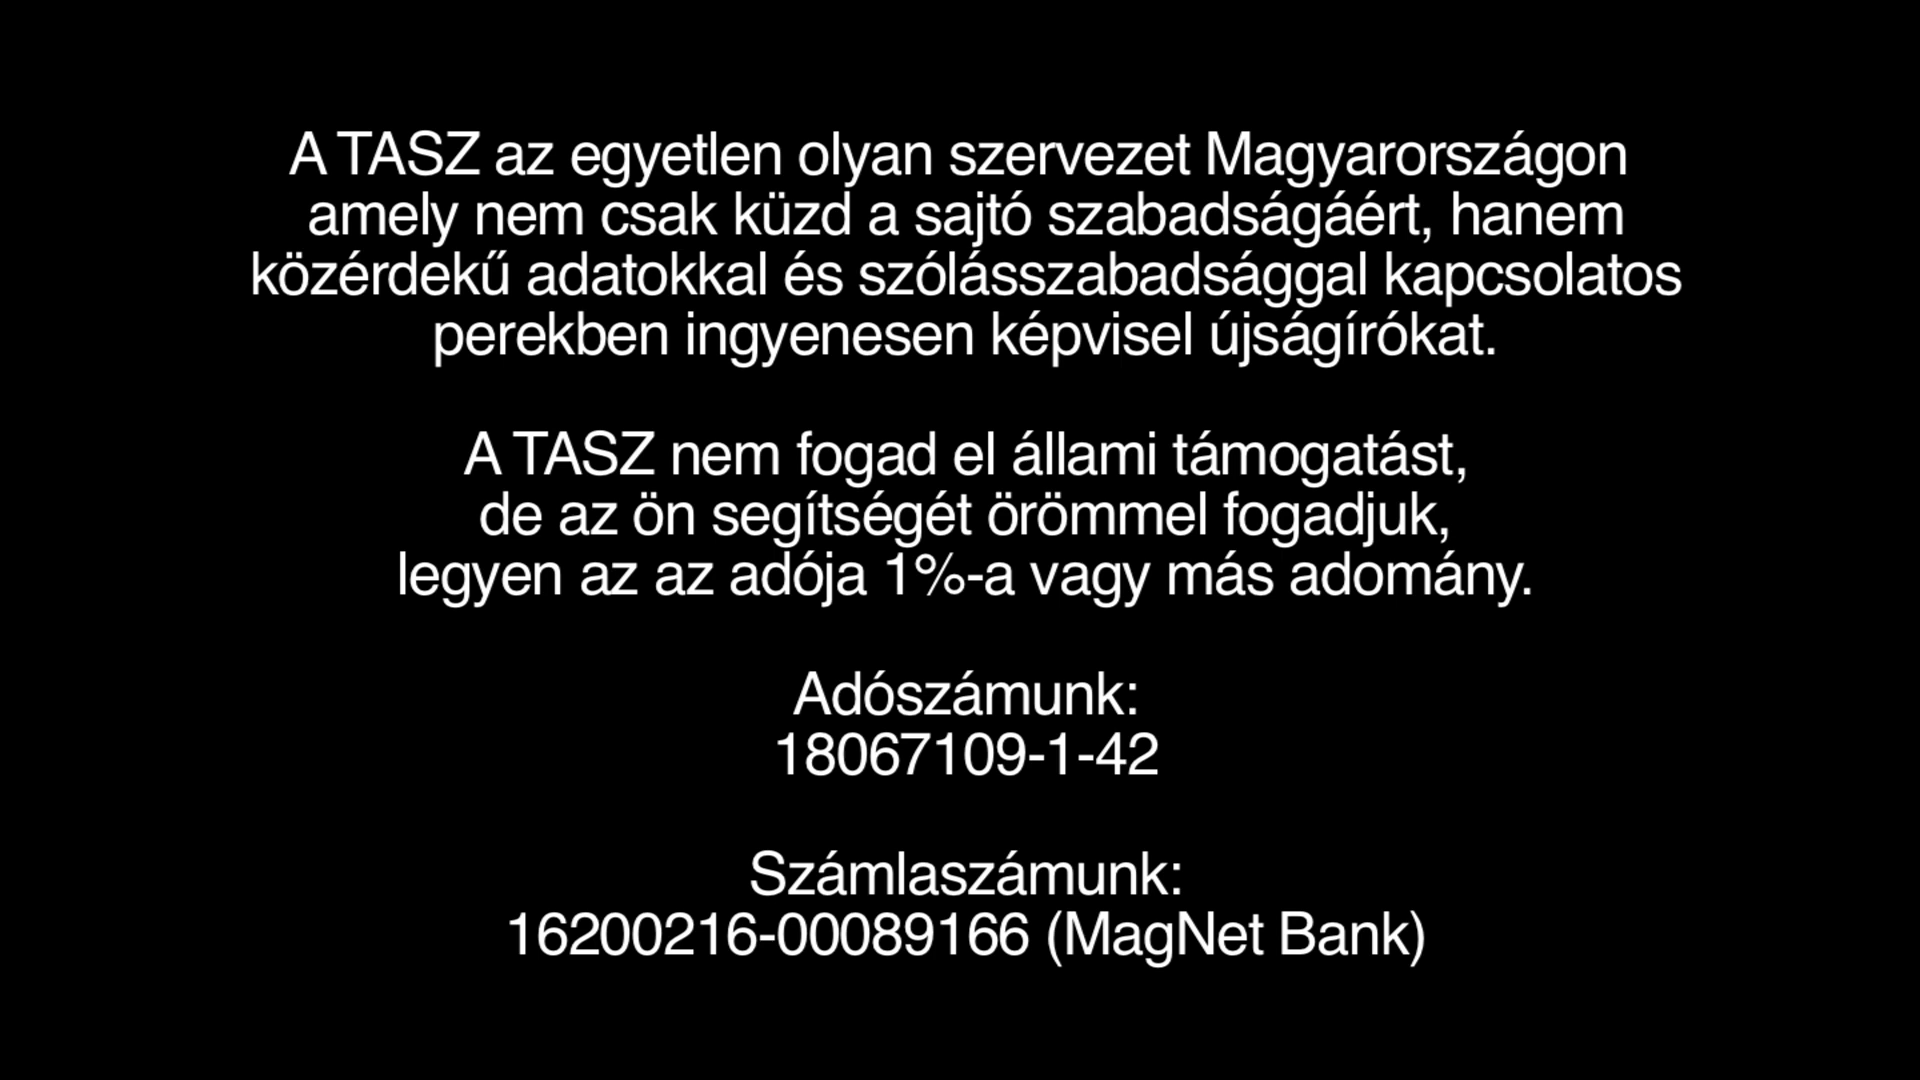 A TASZ az egyetlen olyan szervezet Magyarországon
amely nem csak küzd a sajtó szabadságáért, hanem
közérdekű adatokkal és szólásszabadsággal kapcsolatos
perekben ingyenesen képvisel újságírókat.
A TASZ nem fogad el állami támogatást,
de az ön segítségét örömmel fogadjuk,
legyen az az adója 1%-a vagy más adomány.
Adószámunk:
18067109-1-42
Számlaszámunk:
16200216-00089166 (MagNet Bank)